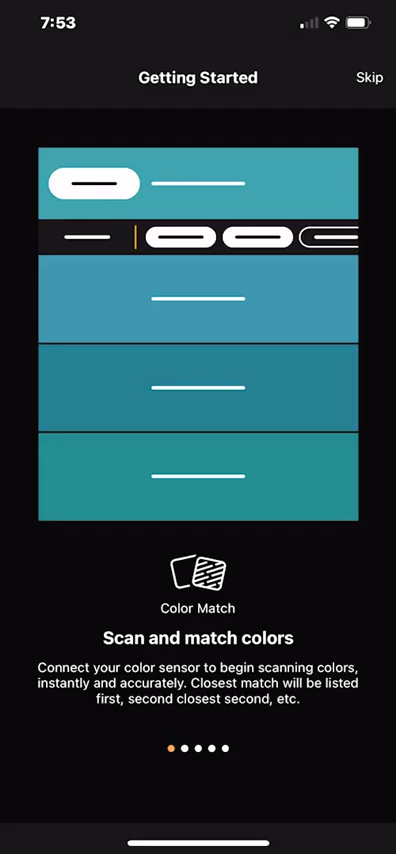 7:53
Getting Started
Skip
Color Match
Scan and match colors
Connect your color sensor to begin scanning colors,
instantly and accurately. Closest match will be listed
first, second closest second, etc.